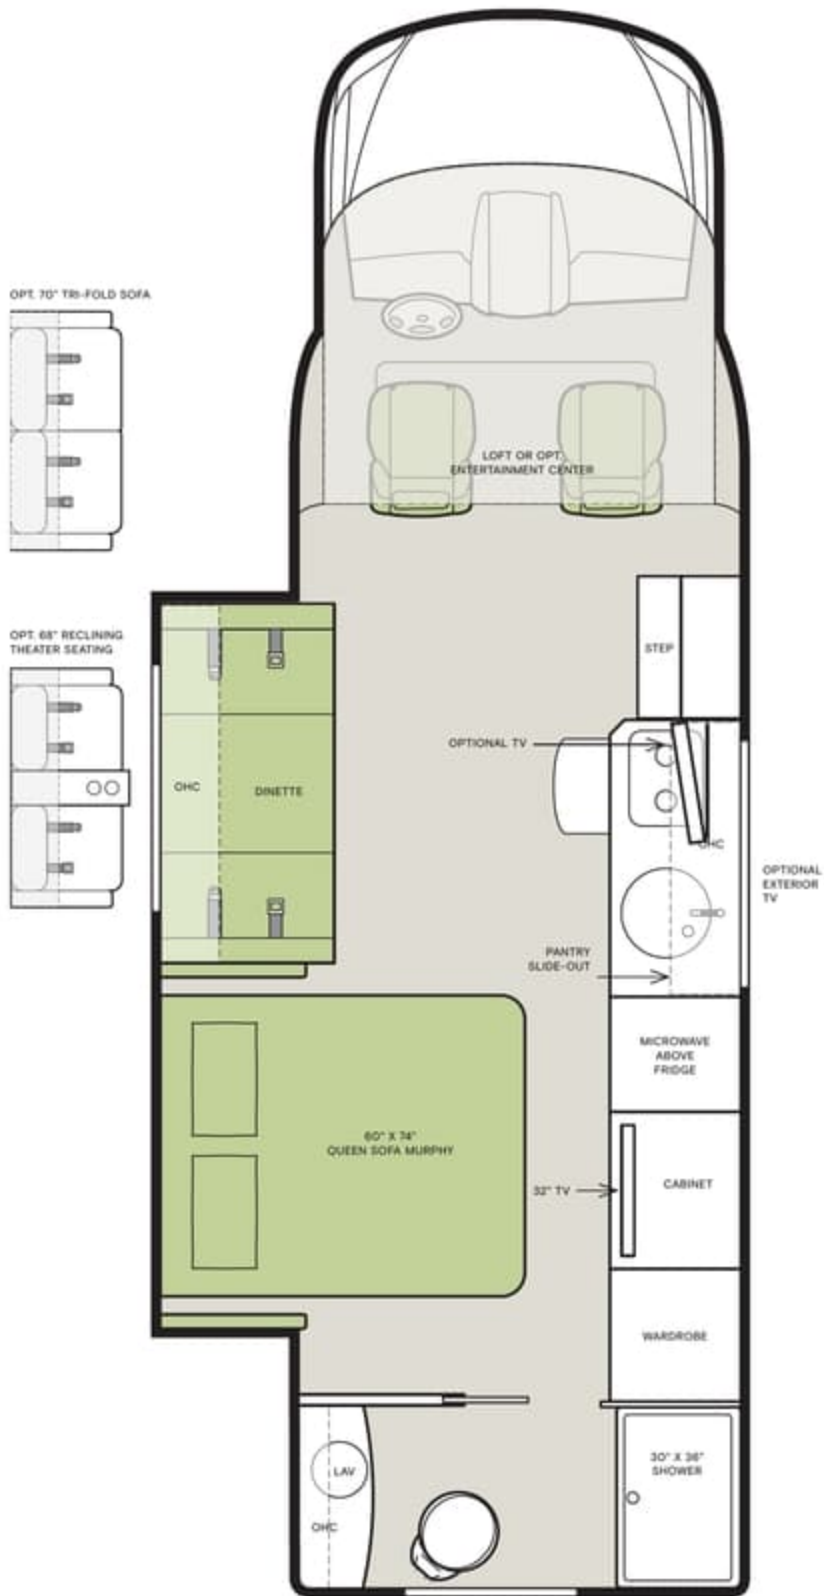 OPT. 70" TRI-FOLD SOFA
LOFT OR OPT.
ENTERTAINMENT CENTER
OPT. 68" RECLINING
THEATER SEATING
STEP
OPTIONAL TV
OHC
DINETTE
OHC
OPTIONAL
EXTERIOR
TV
PANTRY
SLIDE-OUT
MICROWAVE
ABOVE
FRIDGE
60" X 74"
QUEEN SOFA MURPHY
32" TV
CABINET
WARDROBE
30" X 36"
SHOWER
LAV
OHC